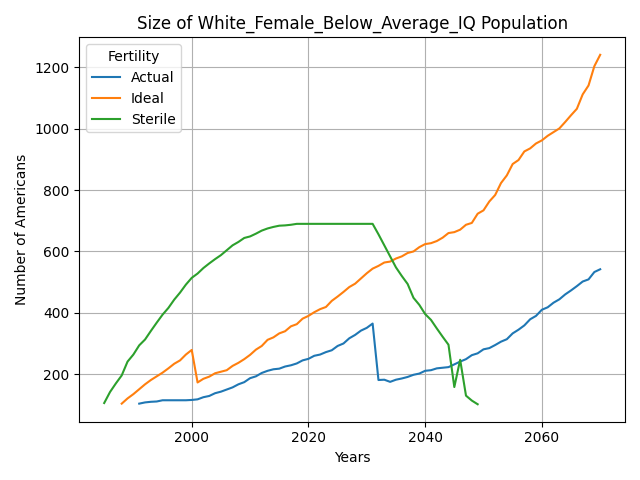 Size of White_Female_Below_Average_IQ Population
Fertility
Actual
Ideal
Sterile
Number of Americans
1200
1000
800
600
400
200
2000
2020
2040
2060
Years